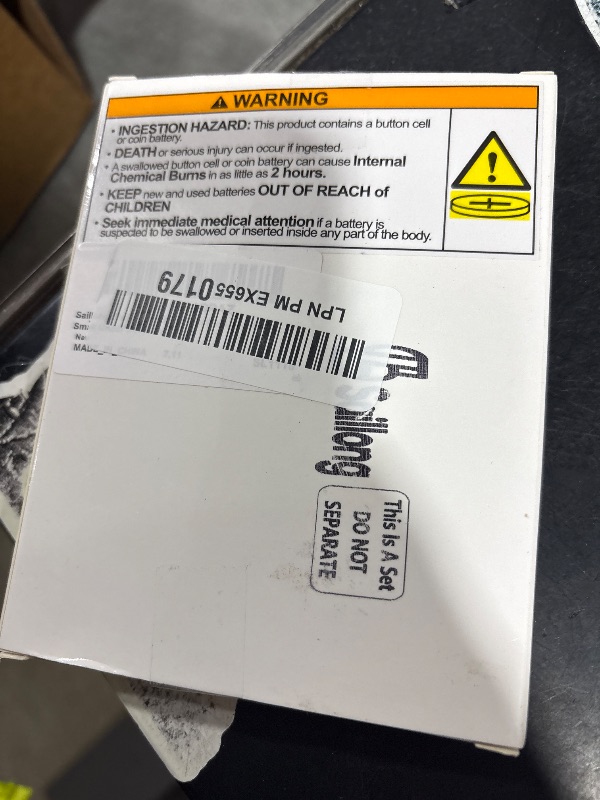 WARNING
• INGESTION HAZARD: This product contains a button cell
or coin battery.
• DEATH or serious injury can occur if ingested.
• A swallowed button cell or coin battery can cause Internal
Chemical Burns in as little as 2 hours.
• KEEP new and used batteries OUT OF REACH of
CHILDREN
• Seek immediate medical attention if a battery is
suspected to be swallowed or inserted inside any part of the body.
LPN PM EX6550179
This Is A Set
DO NOT
SEPARATE